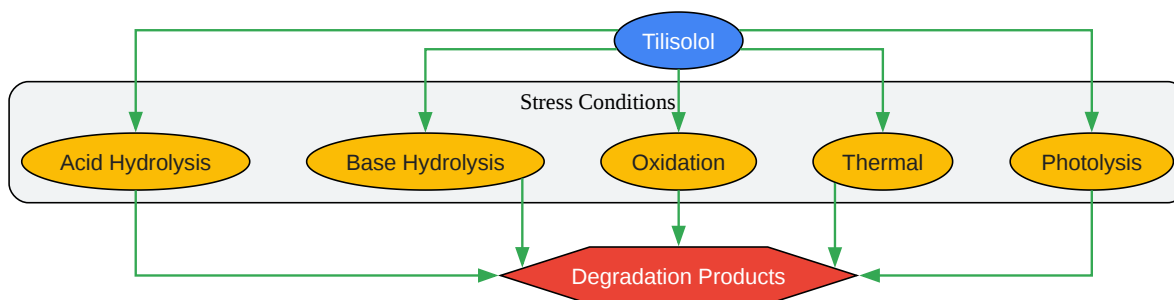 Tilisolol
Stress Conditions
Acid Hydrolysis
Base Hydrolysis
Oxidation
Thermal
Photolysis
Degradation Products